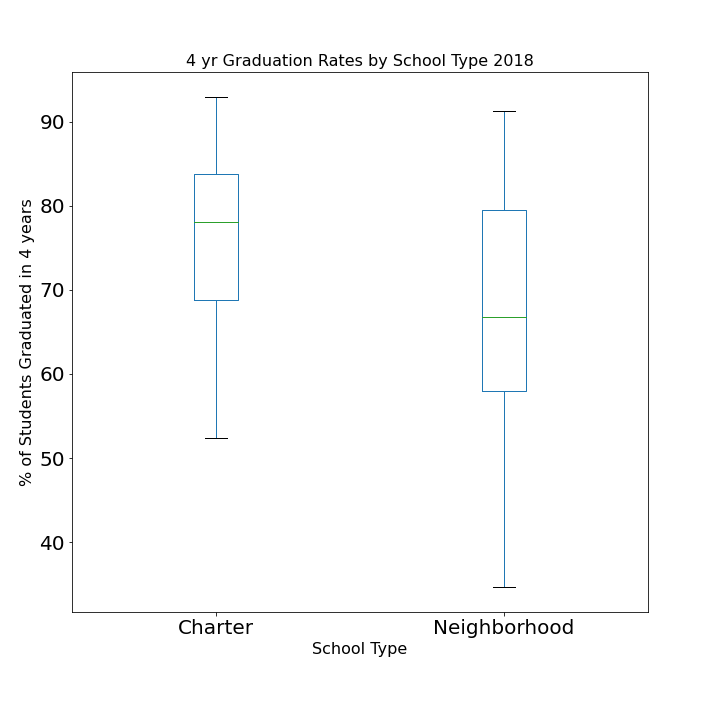 4 yr Graduation Rates by School Type 2018
% of Students Graduated in 4 years
90
80
70
60
50
40
Charter
Neighborhood
School Type